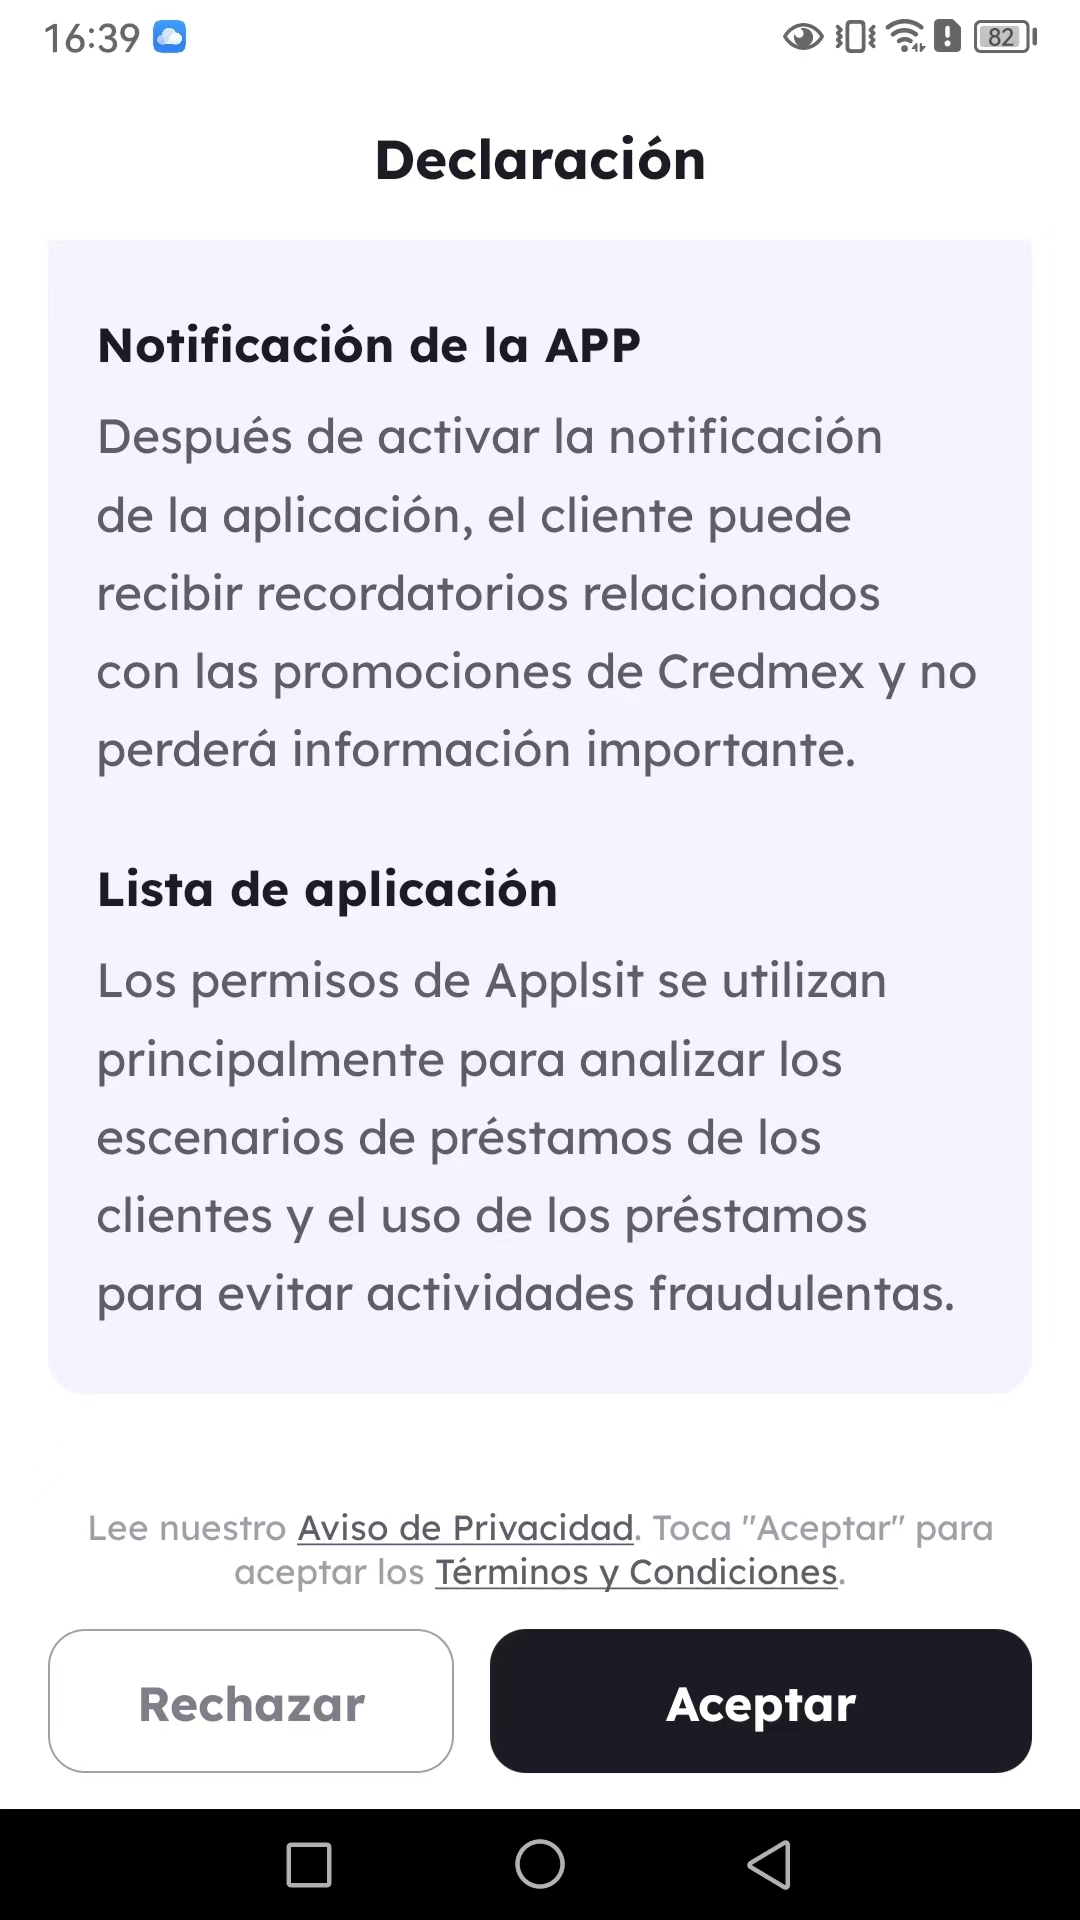 16:39
82
Declaración
Notificación de la APP
Después de activar la notificación
de la aplicación, el cliente puede
recibir recordatorios relacionados
con las promociones de Credmex y no
perderá información importante.
Lista de aplicación
Los permisos de Applsit se utilizan
principalmente para analizar los
escenarios de préstamos de los
clientes y el uso de los préstamos
para evitar actividades fraudulentas.
Lee nuestro Aviso de Privacidad. Toca "Aceptar" para
aceptar los Términos y Condiciones.
Rechazar
Aceptar